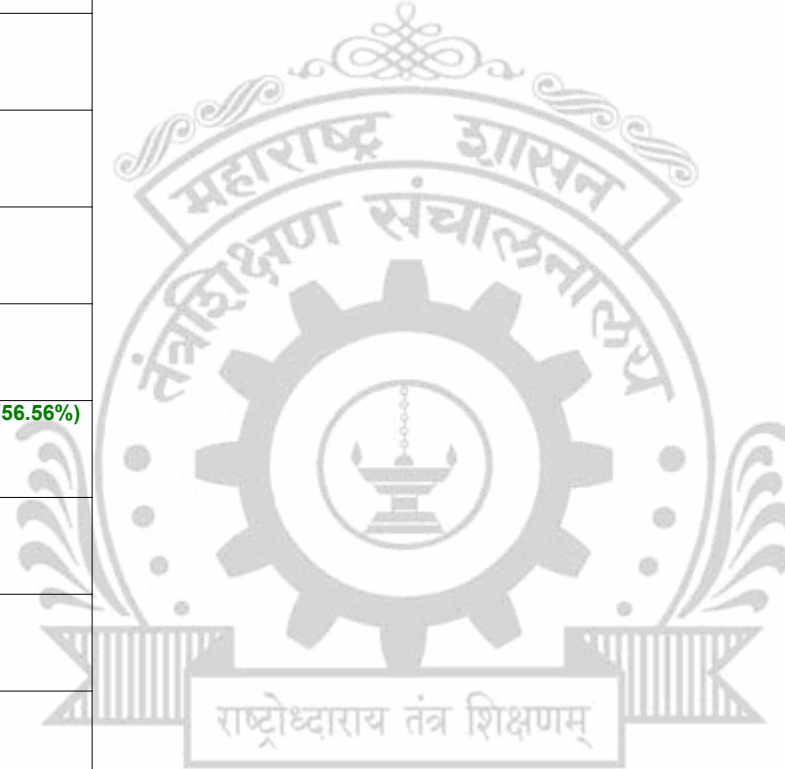 महाराष्ट्र शासन
तंत्रशिक्षण संचालनालय
56.56%)
राष्ट्रोध्दाराय तंत्र शिक्षणम्